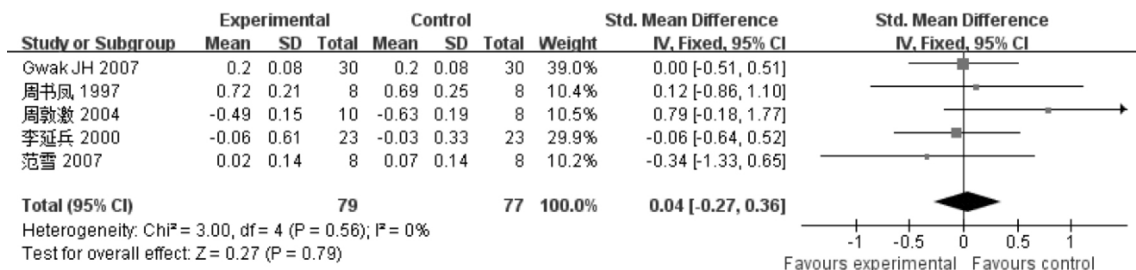 Experimental Control Std. Mean Difference Std. Mean Difference
Study or Subgroup Mean SD Total Mean SD Total Weight IV, Fixed, 95% CI IV, Fixed, 95% CI
Gwak JH 2007 0.2 0.08 30 0.2 0.08 30 39.0% 0.00 [-0.51, 0.51]
周书凤 1997 0.72 0.21 8 0.69 0.25 8 10.4% 0.12 [-0.86, 1.10]
周敦激 2004 -0.49 0.15 10 -0.63 0.19 8 10.5% 0.79 [-0.18, 1.77]
李延兵 2000 -0.06 0.61 23 -0.03 0.33 23 29.9% -0.06 [-0.64, 0.52]
范雪 2007 0.02 0.14 8 0.07 0.14 8 10.2% -0.34 [-1.33, 0.65]
Total (95% CI) 79 77 100.0% 0.04 [-0.27, 0.36]
Heterogeneity: Chi² = 3.00, df = 4 (P = 0.56); I² = 0%
Test for overall effect: Z = 0.27 (P = 0.79)
-1 -0.5 0 0.5 1
Favours experimental Favours control